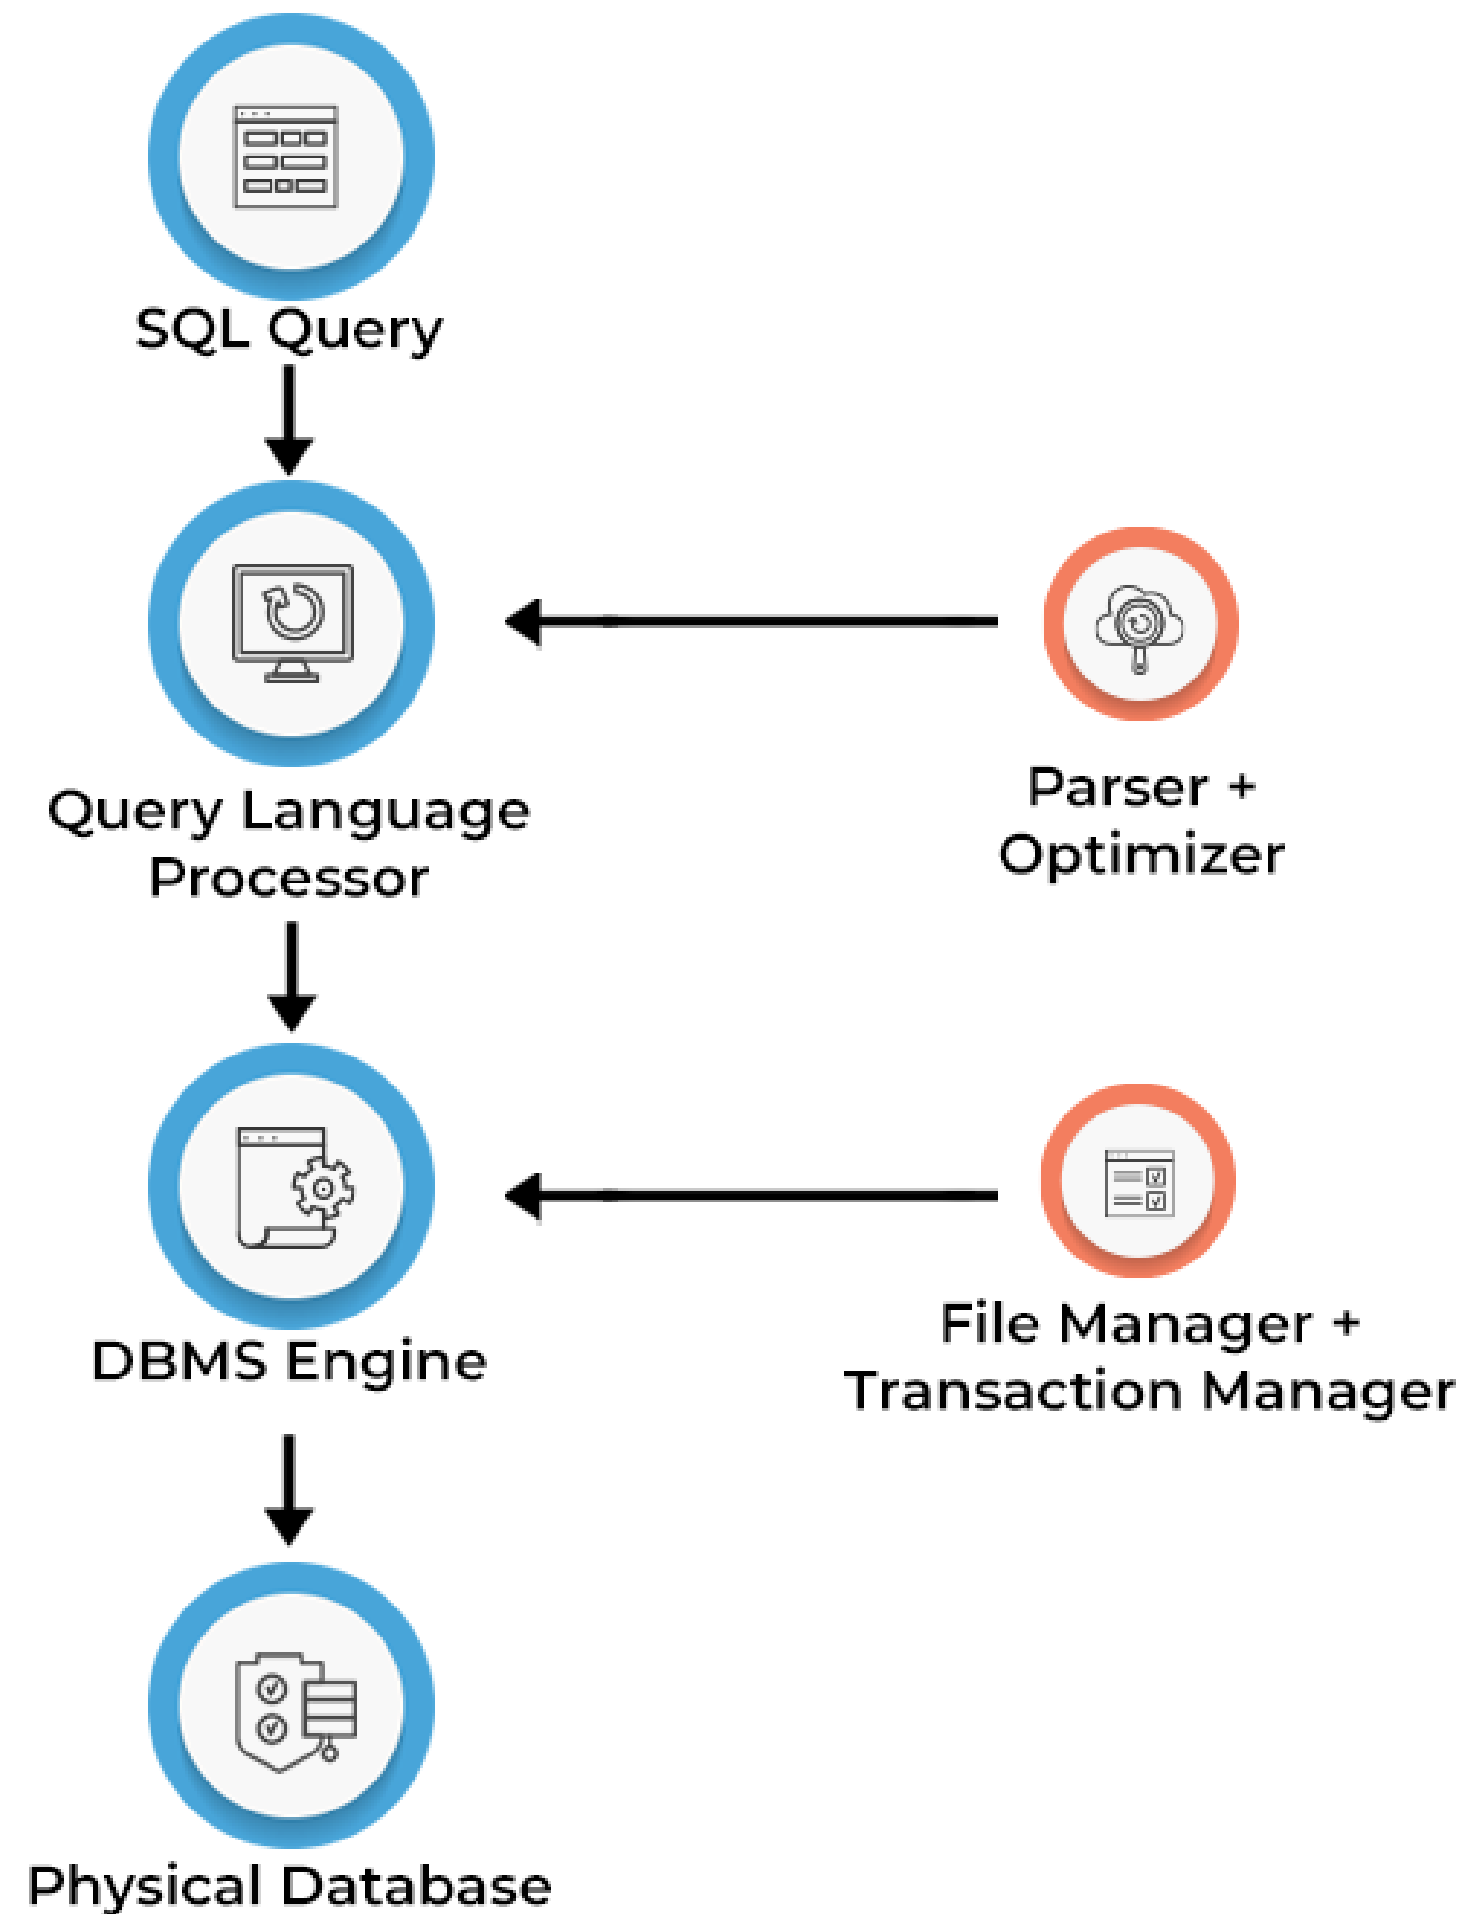 SQL Query
Query Language
Processor
Parser +
Optimizer
DBMS Engine
File Manager +
Transaction Manager
Physical Database